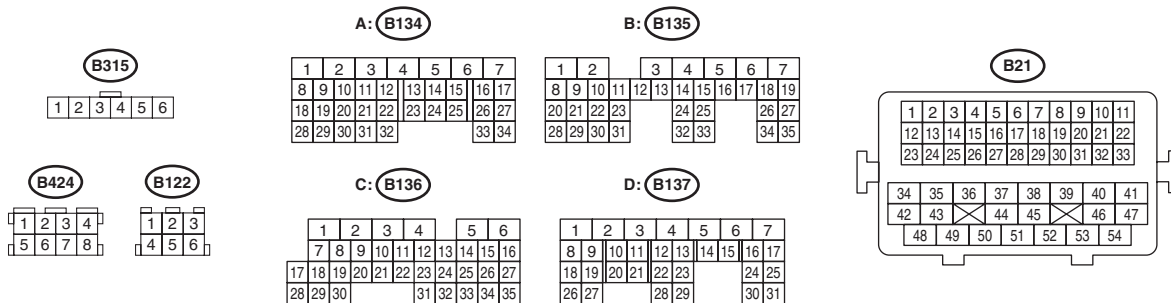 A: B134
B: B135
B315
B21
1 2 3 4 5 6
1 2 3 4 5 6 7
8 9 10 11 12 13 14 15 16 17
18 19 20 21 22 23 24 25 26 27
28 29 30 31 32 33 34
1 2 3 4 5 6 7
8 9 10 11 12 13 14 15 16 17 18 19
20 21 22 23 24 25 26 27
28 29 30 31 32 33 34 35
1 2 3 4 5 6 7 8 9 10 11
12 13 14 15 16 17 18 19 20 21 22
23 24 25 26 27 28 29 30 31 32 33
34 35 36 37 38 39 40 41
42 43 44 45 46 47
48 49 50 51 52 53 54
B424
B122
C: B136
D: B137
1 2 3 4
5 6 7 8
1 2 3
4 5 6
1 2 3 4 5 6
7 8 9 10 11 12 13 14 15 16
17 18 19 20 21 22 23 24 25 26 27
28 29 30 31 32 33 34 35
1 2 3 4 5 6 7
8 9 10 11 12 13 14 15 16 17
18 19 20 21 22 23 24 25
26 27 28 29 30 31